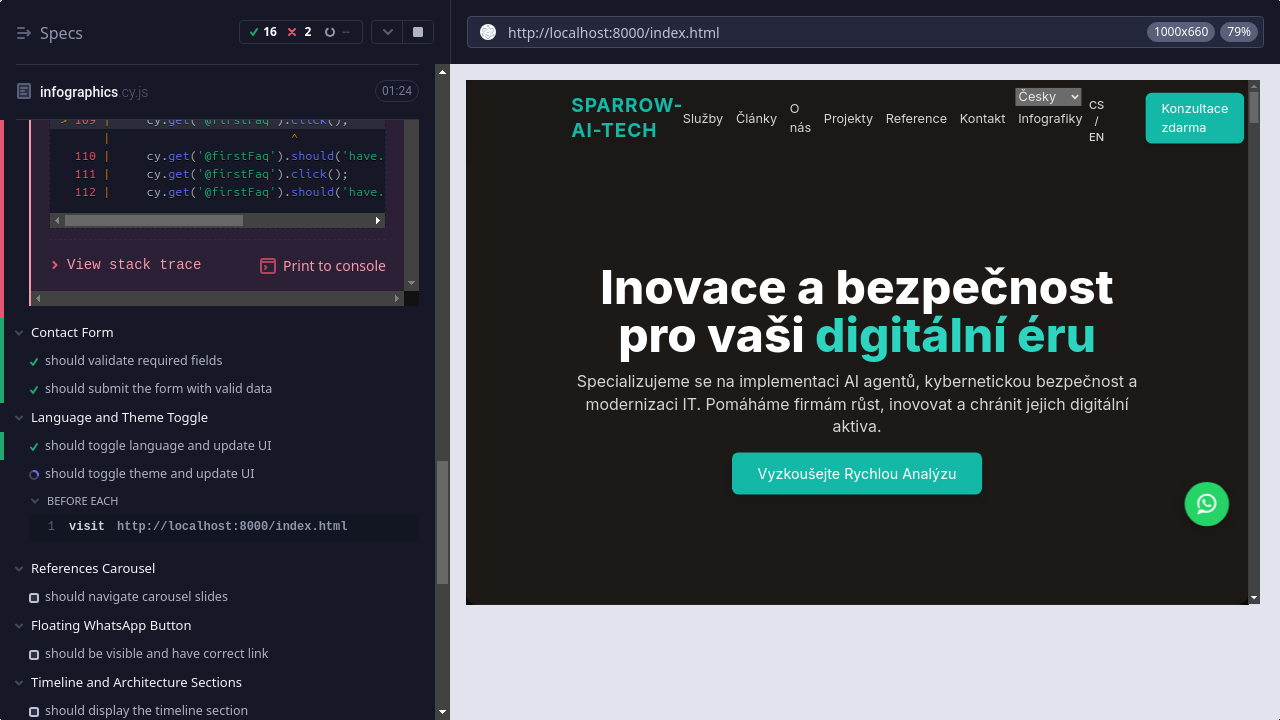 Specs
16
2
--
http://localhost:8000/index.html
1000x660
79%
infographics.cy.js
01:24
> 109 | cy.get('@firstFaq').click();
| ^
110 | cy.get('@firstFaq').should('have.
111 | cy.get('@firstFaq').click();
112 | cy.get('@firstFaq').should('have.
View stack trace
Print to console
Contact Form
should validate required fields
should submit the form with valid data
Language and Theme Toggle
should toggle language and update UI
should toggle theme and update UI
BEFORE EACH
1 visit http://localhost:8000/index.html
References Carousel
should navigate carousel slides
Floating WhatsApp Button
should be visible and have correct link
Timeline and Architecture Sections
should display the timeline section
SPARROW-
AI-TECH
Služby
Články
O
nás
Projekty
Reference
Kontakt
Česky
Infografiky
CS
/
EN
Konzultace
zdarma
Inovace a bezpečnost
pro vaši digitální éru
Specializujeme se na implementaci AI agentů, kybernetickou bezpečnost a
modernizaci IT. Pomáháme firmám růst, inovovat a chránit jejich digitální
aktiva.
Vyzkoušejte Rychlou Analýzu